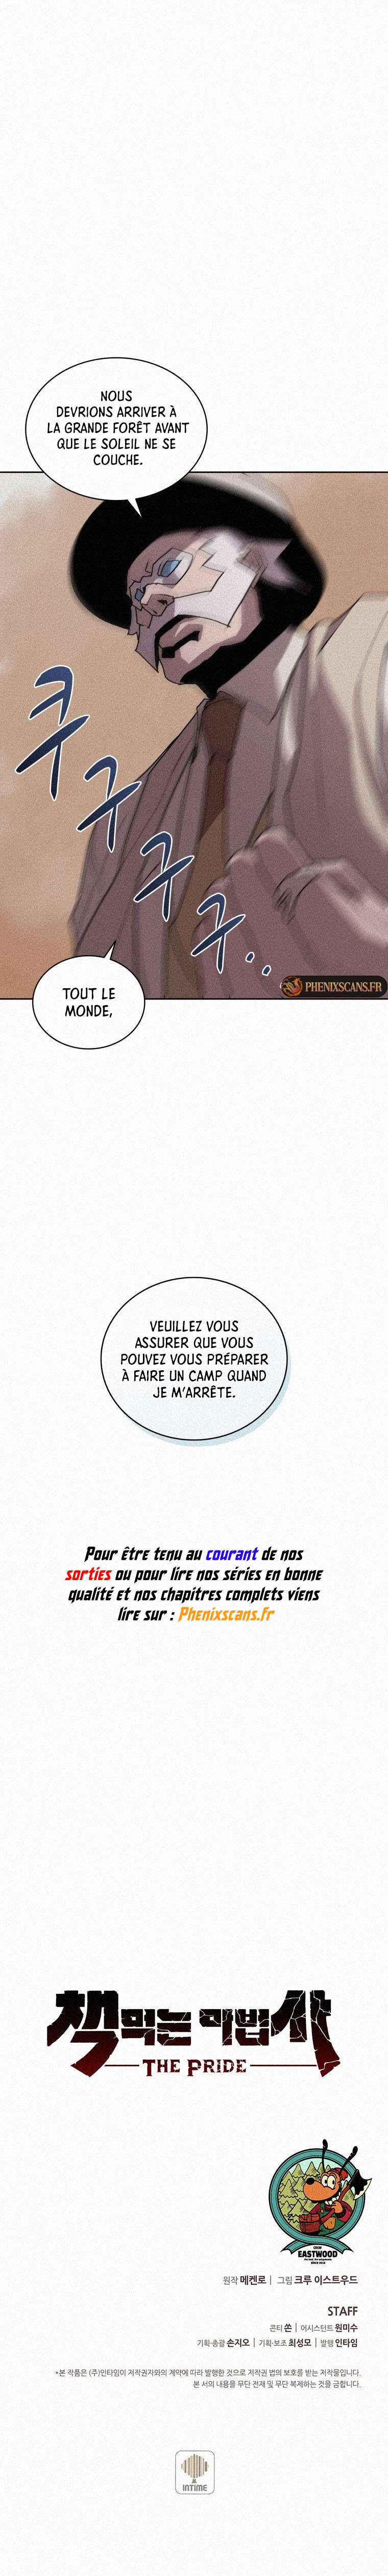 NOUS
DEVRIONS ARRIVER À
LA GRANDE FORÊT AVANT
QUE LE SOLEIL NE SE
COUCHE.
ㅋ
ㅋ
ㅋ
ㅋ..
PHENIXSCANS.FR
TOUT LE
MONDE,
VEUILLEZ VOUS
ASSURER QUE VOUS
POUVEZ VOUS PRÉPARER
À FAIRE UN CAMP QUAND
JE M'ARRÊTE.
Pour être tenu au courant de nos
sorties ou pour lire nos séries en bonne
qualité et nos chapitres complets viens
lire sur : Phenixscans.fr
책 먹는 마법사
THE PRIDE
EASTWOOD
원작 메켄로 | 그림 크루 이스트우드
STAFF
콘티 쏜 | 어시스턴트 원미수
기획·총괄 손지오 | 기획·보조 최성모 | 발행 인타임
*본 작품은 (주)인타임이 저작권자와의 계약에 따라 발행한 것으로 저작권 법의 보호를 받는 저작물입니다.
본 서의 내용을 무단 전재 및 무단 복제하는 것을 금합니다.
INTIME